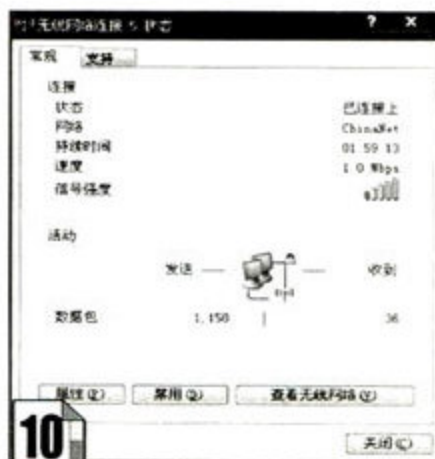 无线网络连接 5 状态
常规 支持
连接
状态 已连接上
网络 ChinaNet
持续时间 01 59 13
速度 1 0 Mbps
信号强度
活动
发送 — — 收到
数据包 1,150 | 36
属性(P) 禁用(D) 查看无线网络(V)
10 关闭(C)